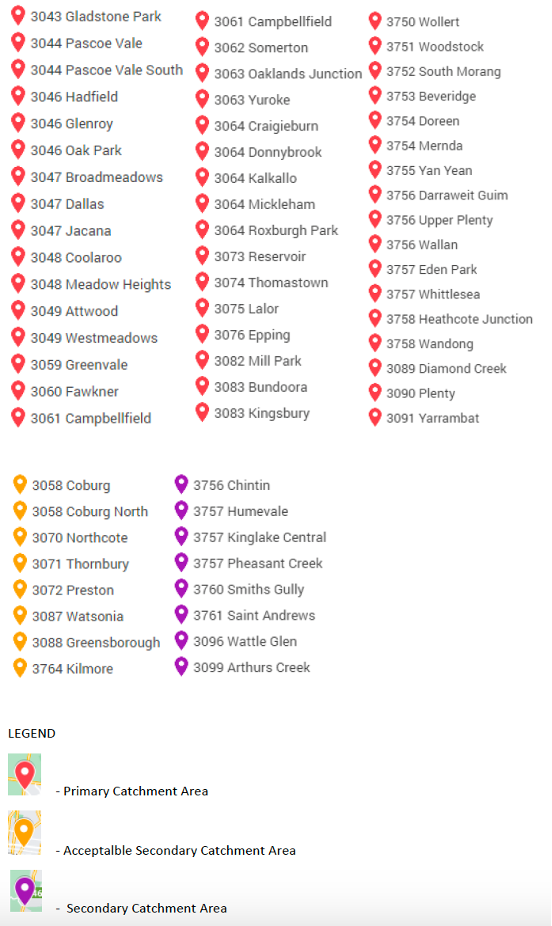 3043 Gladstone Park
3044 Pascoe Vale
3044 Pascoe Vale South
3046 Hadfield
3046 Glenroy
3046 Oak Park
3047 Broadmeadows
3047 Dallas
3047 Jacana
3048 Coolaroo
3048 Meadow Heights
3049 Attwood
3049 Westmeadows
3059 Greenvale
3060 Fawkner
3061 Campbellfield
3061 Campbellfield
3062 Somerton
3063 Oaklands Junction
3063 Yuroke
3064 Craigieburn
3064 Donnybrook
3064 Kalkallo
3064 Mickleham
3064 Roxburgh Park
3073 Reservoir
3074 Thomastown
3075 Lalor
3076 Epping
3082 Mill Park
3083 Bundoora
3083 Kingsbury
3750 Wollert
3751 Woodstock
3752 South Morang
3753 Beveridge
3754 Doreen
3754 Mernda
3755 Yan Yean
3756 Darraweit Guim
3756 Upper Plenty
3756 Wallan
3757 Eden Park
3757 Whittlesea
3758 Heathcote Junction
3758 Wandong
3089 Diamond Creek
3090 Plenty
3091 Yarrambat
3058 Coburg
3058 Coburg North
3070 Northcote
3071 Thornbury
3072 Preston
3087 Watsonia
3088 Greensborough
3764 Kilmore
3756 Chintin
3757 Humevale
3757 Kinglake Central
3757 Pheasant Creek
3760 Smiths Gully
3761 Saint Andrews
3096 Wattle Glen
3099 Arthurs Creek
LEGEND
- Primary Catchment Area
- Acceptalble Secondary Catchment Area
- Secondary Catchment Area